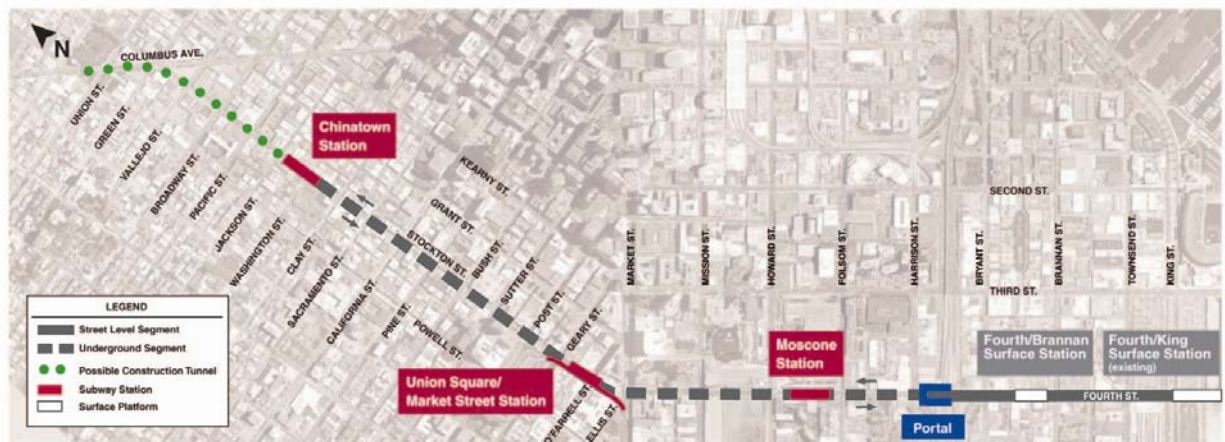 N
COLUMBUS AVE.
UNION ST.
GREEN ST.
VALLEJO ST.
BROADWAY ST.
PACIFIC ST.
JACKSON ST.
WASHINGTON ST.
CLAY ST.
SACRAMENTO ST.
CALIFORNIA ST.
PINE ST.
POWELL ST.
Chinatown
Station
KEARNY ST.
GRANT ST.
STOCKTON ST.
BUSH ST.
SUTTER ST.
POST ST.
GEARY ST.
O'FARRELL ST.
ELLIS ST.
Union Square/
Market Street Station
MARKET ST.
MISSION ST.
HOWARD ST.
FOLSOM ST.
HARRISON ST.
BRYANT ST.
BRANNAN ST.
TOWNSEND ST.
KING ST.
SECOND ST.
THIRD ST.
Moscone
Station
Fourth/Brannan
Surface Station
Fourth/King
Surface Station
(existing)
FOURTH ST.
Portal
LEGEND
Street Level Segment
Underground Segment
Possible Construction Tunnel
Subway Station
Surface Platform